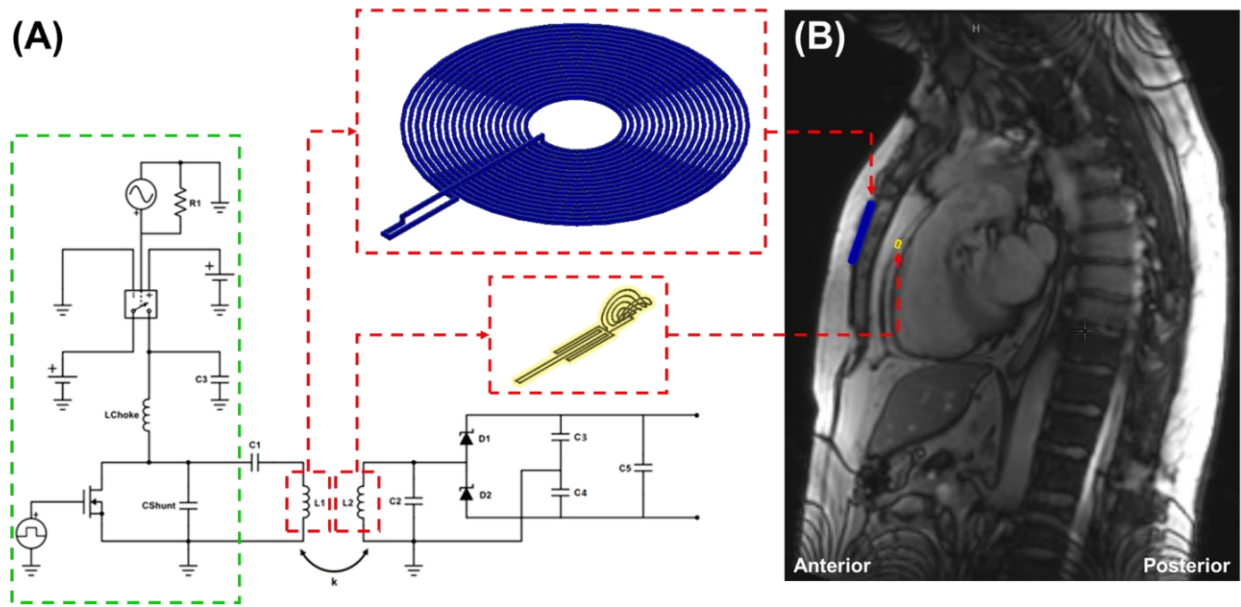 (A)
(B)
H
R1
+
+
- +
+
C3
LChoke
C1
D1
C3
L1
L2
C2
C5
D2
C4
CShunt
+
k
Anterior
Posterior